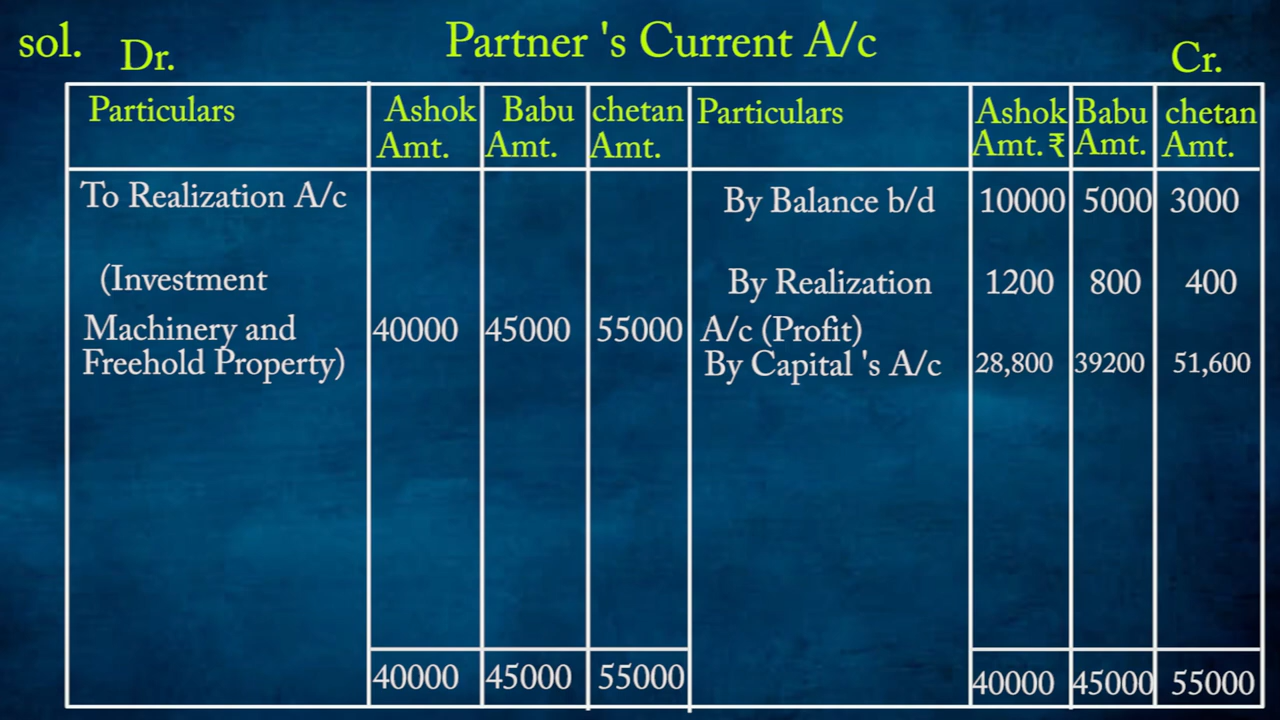 sol. Dr. Partner 's Current A/c Cr.
Particulars Ashok Babu chetan Particulars Ashok Babu chetan
Amt. Amt. Amt. Amt. ₹ Amt. Amt.
To Realization A/c By Balance b/d 10000 5000 3000
(Investment By Realization 1200 800 400
Machinery and 40000 45000 55000 A/c (Profit)
Freehold Property) By Capital 's A/c 28,800 39200 51,600
40000 45000 55000 40000 45000 55000